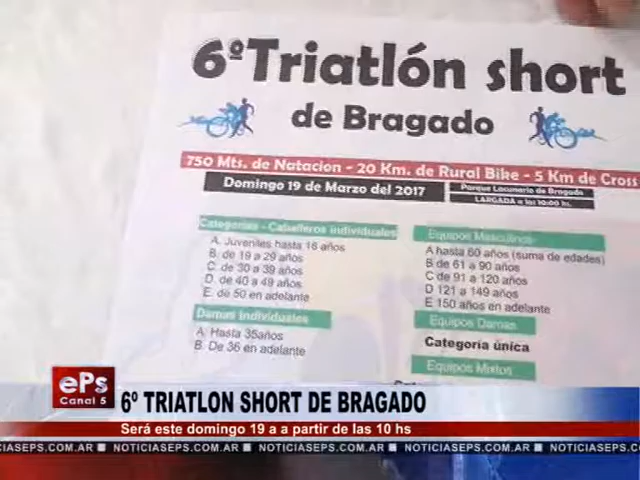 6º Triatlón short
de Bragado
750 Mts. de Natacion - 20 Km. de Rural Bike - 5 Km de Cross
Domingo 19 de Marzo del 2017
Parque Lacunario de Bragado
LARGADA a las 10:00 hs.
Categorias - Caballeros individuales
A. Juveniles hasta 18 años
B. de 19 a 29 años
C. de 30 a 39 años
D. de 40 a 49 años
E. de 50 en adelante
Damas individuales
A. Hasta 35años
B. De 36 en adelante
Equipos Masculinos
A hasta 60 años (suma de edades)
B de 61 a 90 años
C de 91 a 120 años
D 121 a 149 años
E 150 años en adelante
Equipos Damas
Categoría única
Equipos Mixtos
ePs
Canal 5
6º TRIATLON SHORT DE BRAGADO
Será este domingo 19 a a partir de las 10 hs
NOTICIASEPS.COM.AR NOTICIASEPS.COM.AR NOTICIASEPS.COM.AR NOTICIASEPS.COM.AR